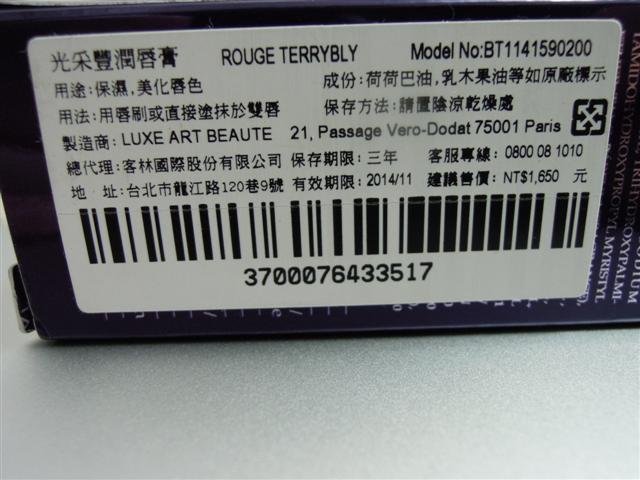 光采豐潤唇膏 ROUGE TERRYBLY Model No:BT1141590200
用途:保濕,美化唇色 成份:荷荷巴油,乳木果油等如原廠標示
用法:用唇刷或直接塗抹於雙唇 保存方法:請置陰涼乾燥處
製造商:LUXE ART BEAUTE 21, Passage Vero-Dodat 75001 Paris
總代理:客林國際股份有限公司 保存期限:三年 客服專線:0800 08 1010
地 址:台北市龍江路120巷9號 有效期限:2014/11 建議售價:NT$1,650 元
3700076433517